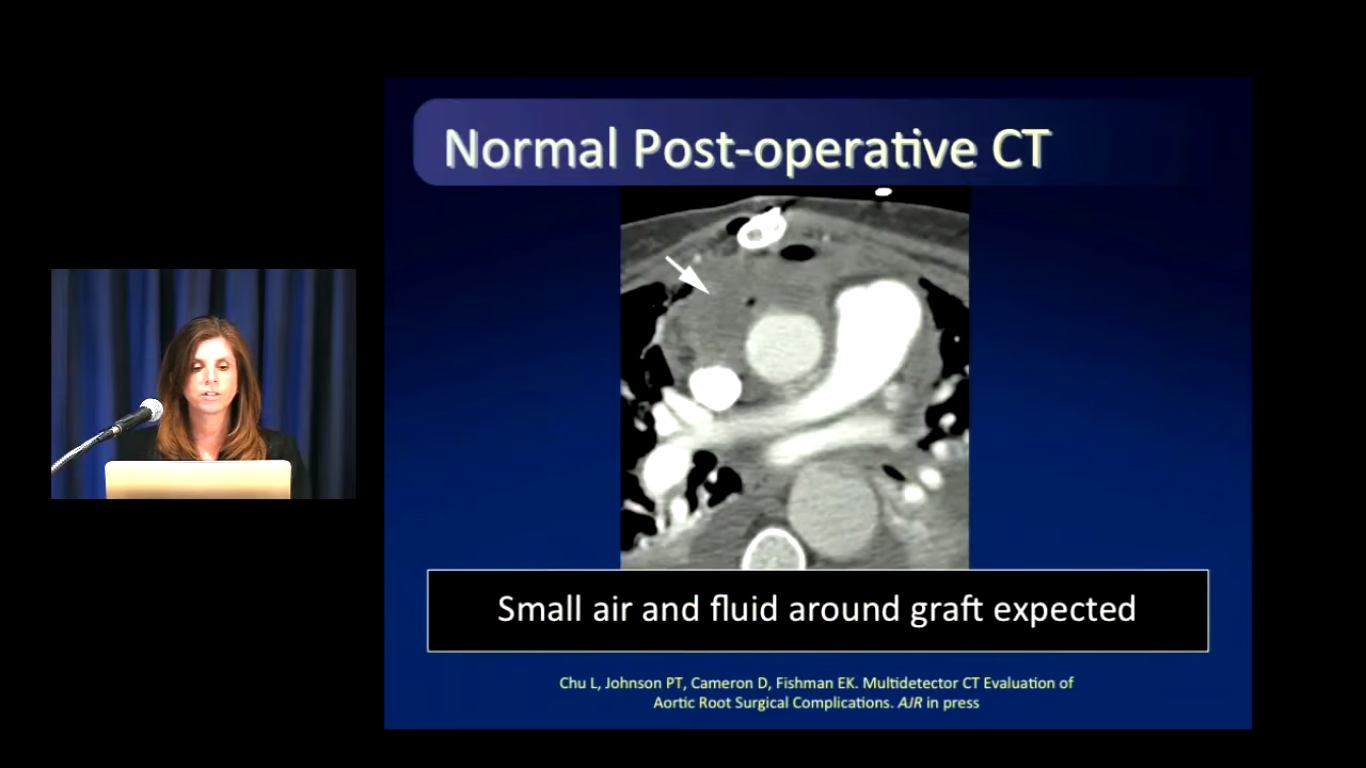 Normal Post-operative CT
Small air and fluid around graft expected
Chu L, Johnson PT, Cameron D, Fishman EK. Multidetector CT Evaluation of
Aortic Root Surgical Complications. AJR in press